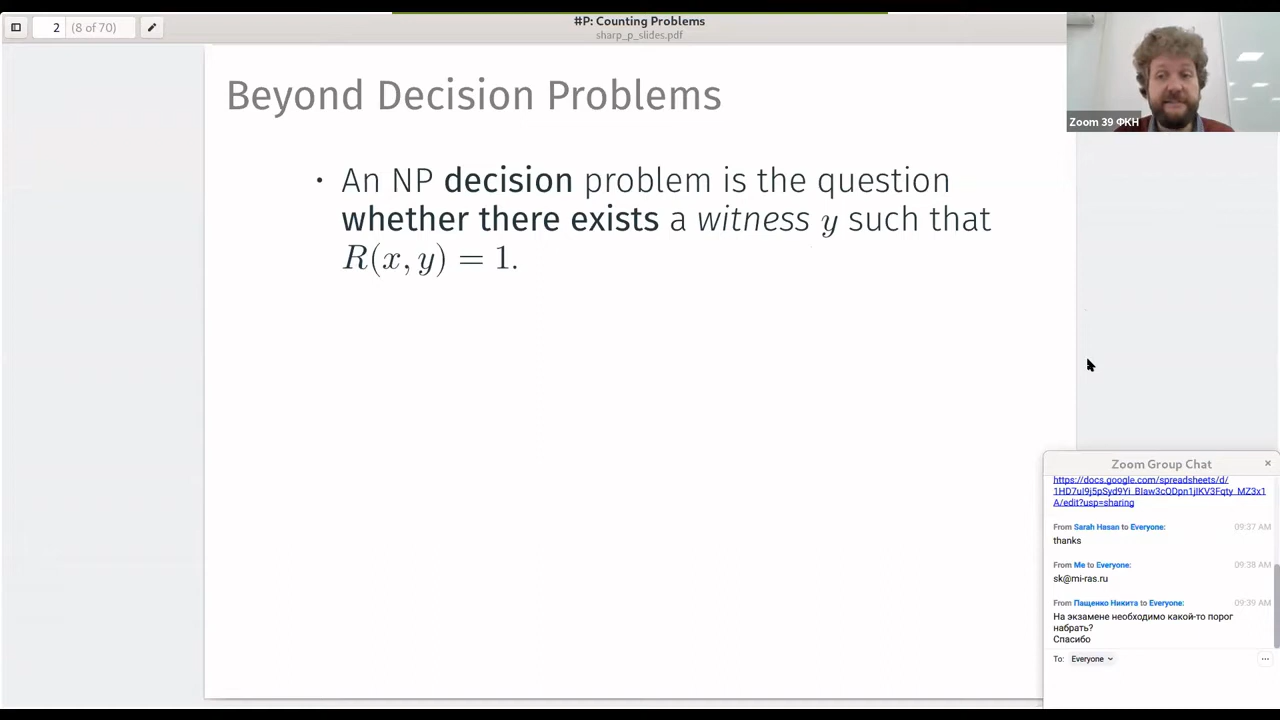 2 (8 of 70)
#P: Counting Problems
sharp_p_slides.pdf
Zoom 39 ФКН
Beyond Decision Problems
• An NP decision problem is the question
whether there exists a witness y such that
R(x, y) = 1.
Zoom Group Chat
https://docs.google.com/spreadsheets/d/
A/edit?usp=sharing
From Sarah Hasan to Everyone: 09:37 AM
thanks
From Me to Everyone: 09:38 AM
sk@mi-ras.ru
From Пащенко Никита to Everyone: 09:39 AM
На экзамене необходимо какой-то порог
набрать?
Спасибо
To: Everyone